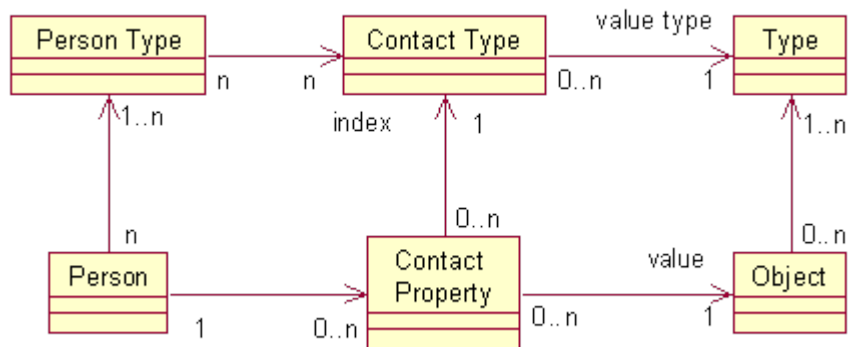 value type
Person Type
Contact Type
Type
n
n
0..n
1
1..n
index
1
1..n
n
0..n
0..n
Person
Contact
Property
value
Object
1
0..n
0..n
1